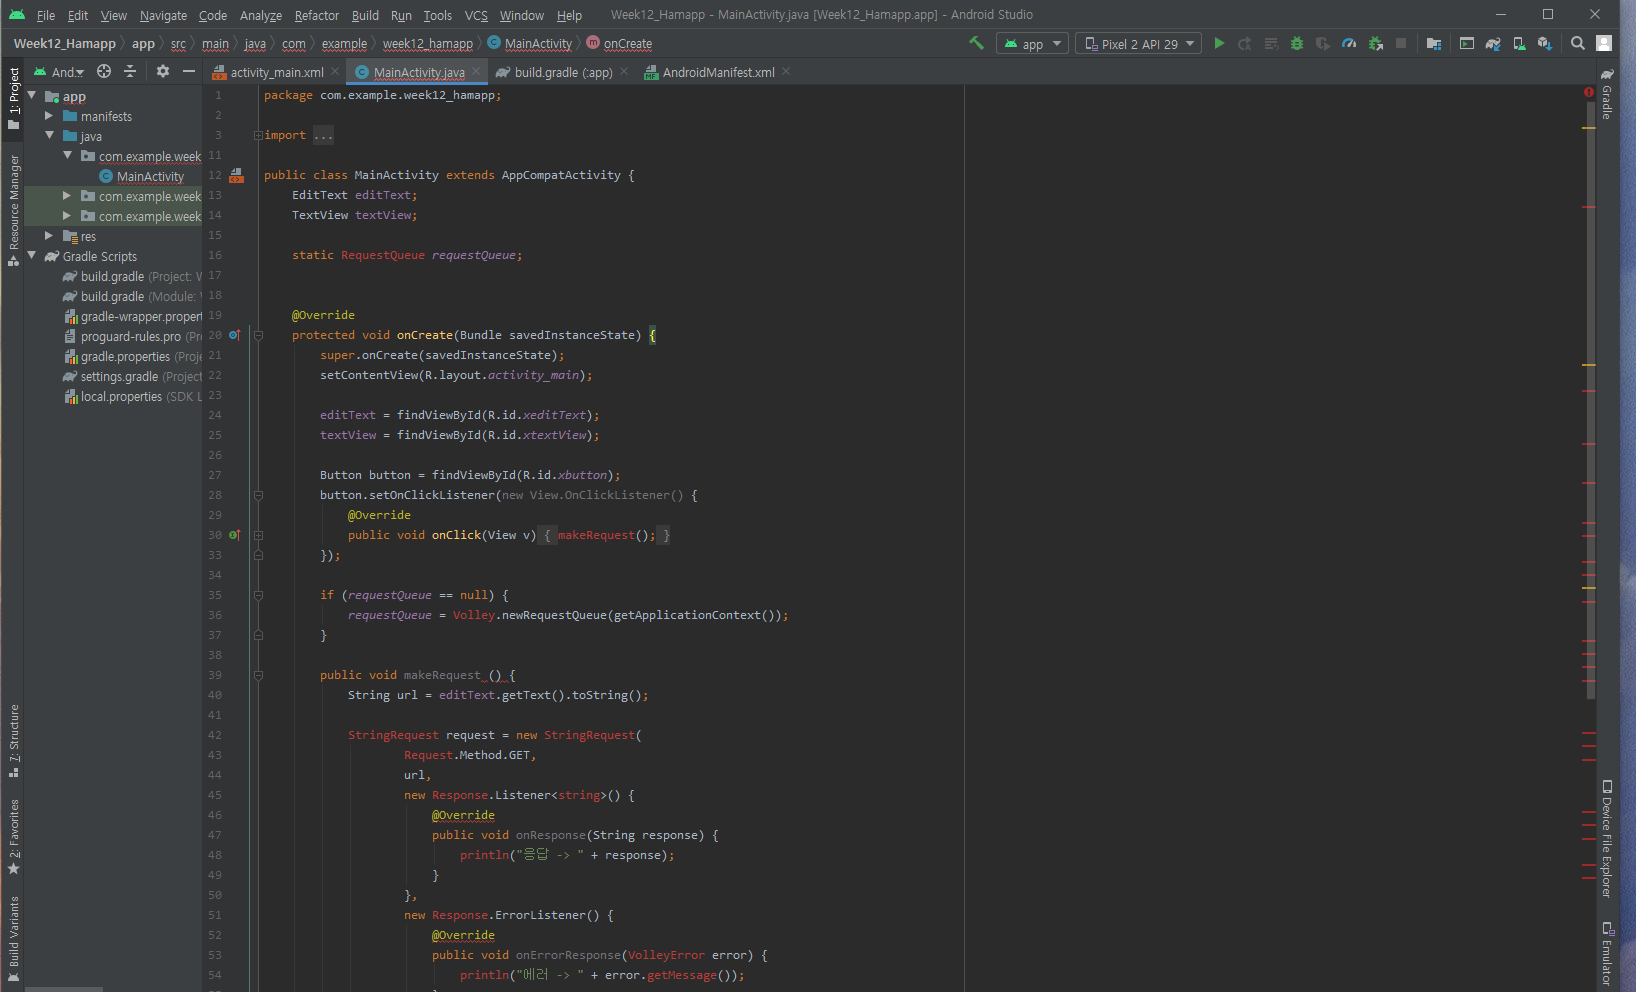 File Edit View Navigate Code Analyze Refactor Build Run Tools VCS Window Help Week12_Hamapp - MainActivity.java [Week12_Hamapp.app] - Android Studio
Week12_Hamapp app src main java com example week12_hamapp MainActivity onCreate app Pixel 2 API 29
And.. activity_main.xml MainActivity.java build.gradle (:app) AndroidManifest.xml
1: Project
Resource Manager
7: Structure
2: Favorites
Build Variants
app
manifests
java
com.example.week
MainActivity
com.example.week
com.example.week
res
Gradle Scripts
build.gradle (Project: W
build.gradle (Module:
gradle-wrapper.propert
proguard-rules.pro (Pr
gradle.properties (Proj
settings.gradle (Project
local.properties (SDK L
1 package com.example.week12_hamapp;
2
3 import ...
11
12 public class MainActivity extends AppCompatActivity {
13 EditText editText;
14 TextView textView;
15
16 static RequestQueue requestQueue;
17
18
19 @Override
20 protected void onCreate(Bundle savedInstanceState) {
21 super.onCreate(savedInstanceState);
22 setContentView(R.layout.activity_main);
23
24 editText = findViewById(R.id.xeditText);
25 textView = findViewById(R.id.xtextView);
26
27 Button button = findViewById(R.id.xbutton);
28 button.setOnClickListener(new View.OnClickListener() {
29 @Override
30 public void onClick(View v) { makeRequest(); }
33 });
34
35 if (requestQueue == null) {
36 requestQueue = Volley.newRequestQueue(getApplicationContext());
37 }
38
39 public void makeRequest () {
40 String url = editText.getText().toString();
41
42 StringRequest request = new StringRequest(
43 Request.Method.GET,
44 url,
45 new Response.Listener<string>() {
46 @Override
47 public void onResponse(String response) {
48 println("응답 -> " + response);
49 }
50 },
51 new Response.ErrorListener() {
52 @Override
53 public void onErrorResponse(VolleyError error) {
54 println("에러 -> " + error.getMessage());
Gradle
Device File Explorer
Emulator